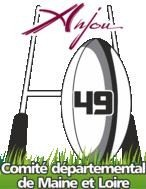 Anjou
49
Comité départemental
de Maine et Loire